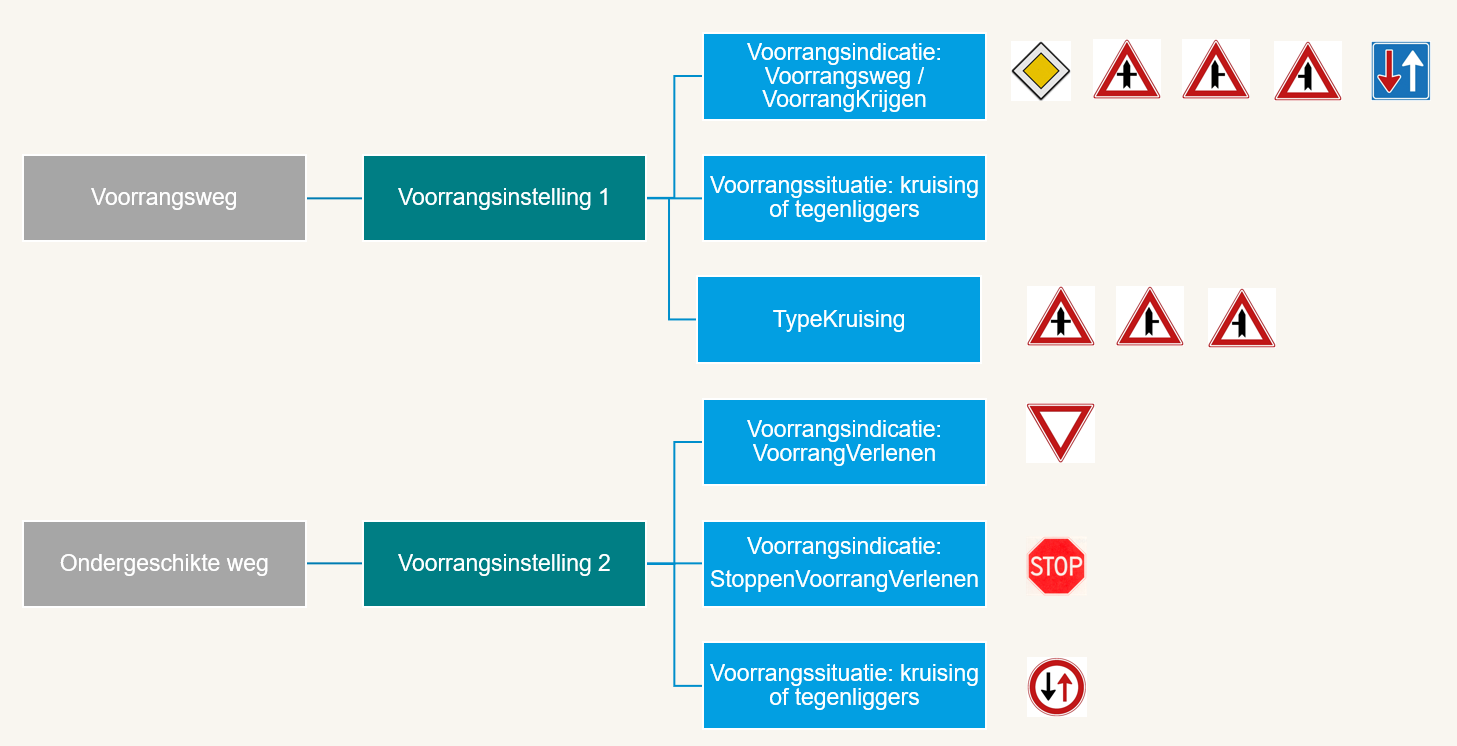 Voorrangsindicatie:
Voorrangsweg /
VoorrangKrijgen
Voorrangsweg
Voorrangsinstelling 1
Voorrangssituatie: kruising
of tegenliggers
TypeKruising
Voorrangsindicatie:
VoorrangVerlenen
Ondergeschikte weg
Voorrangsinstelling 2
Voorrangsindicatie:
StoppenVoorrangVerlenen
STOP
Voorrangssituatie: kruising
of tegenliggers